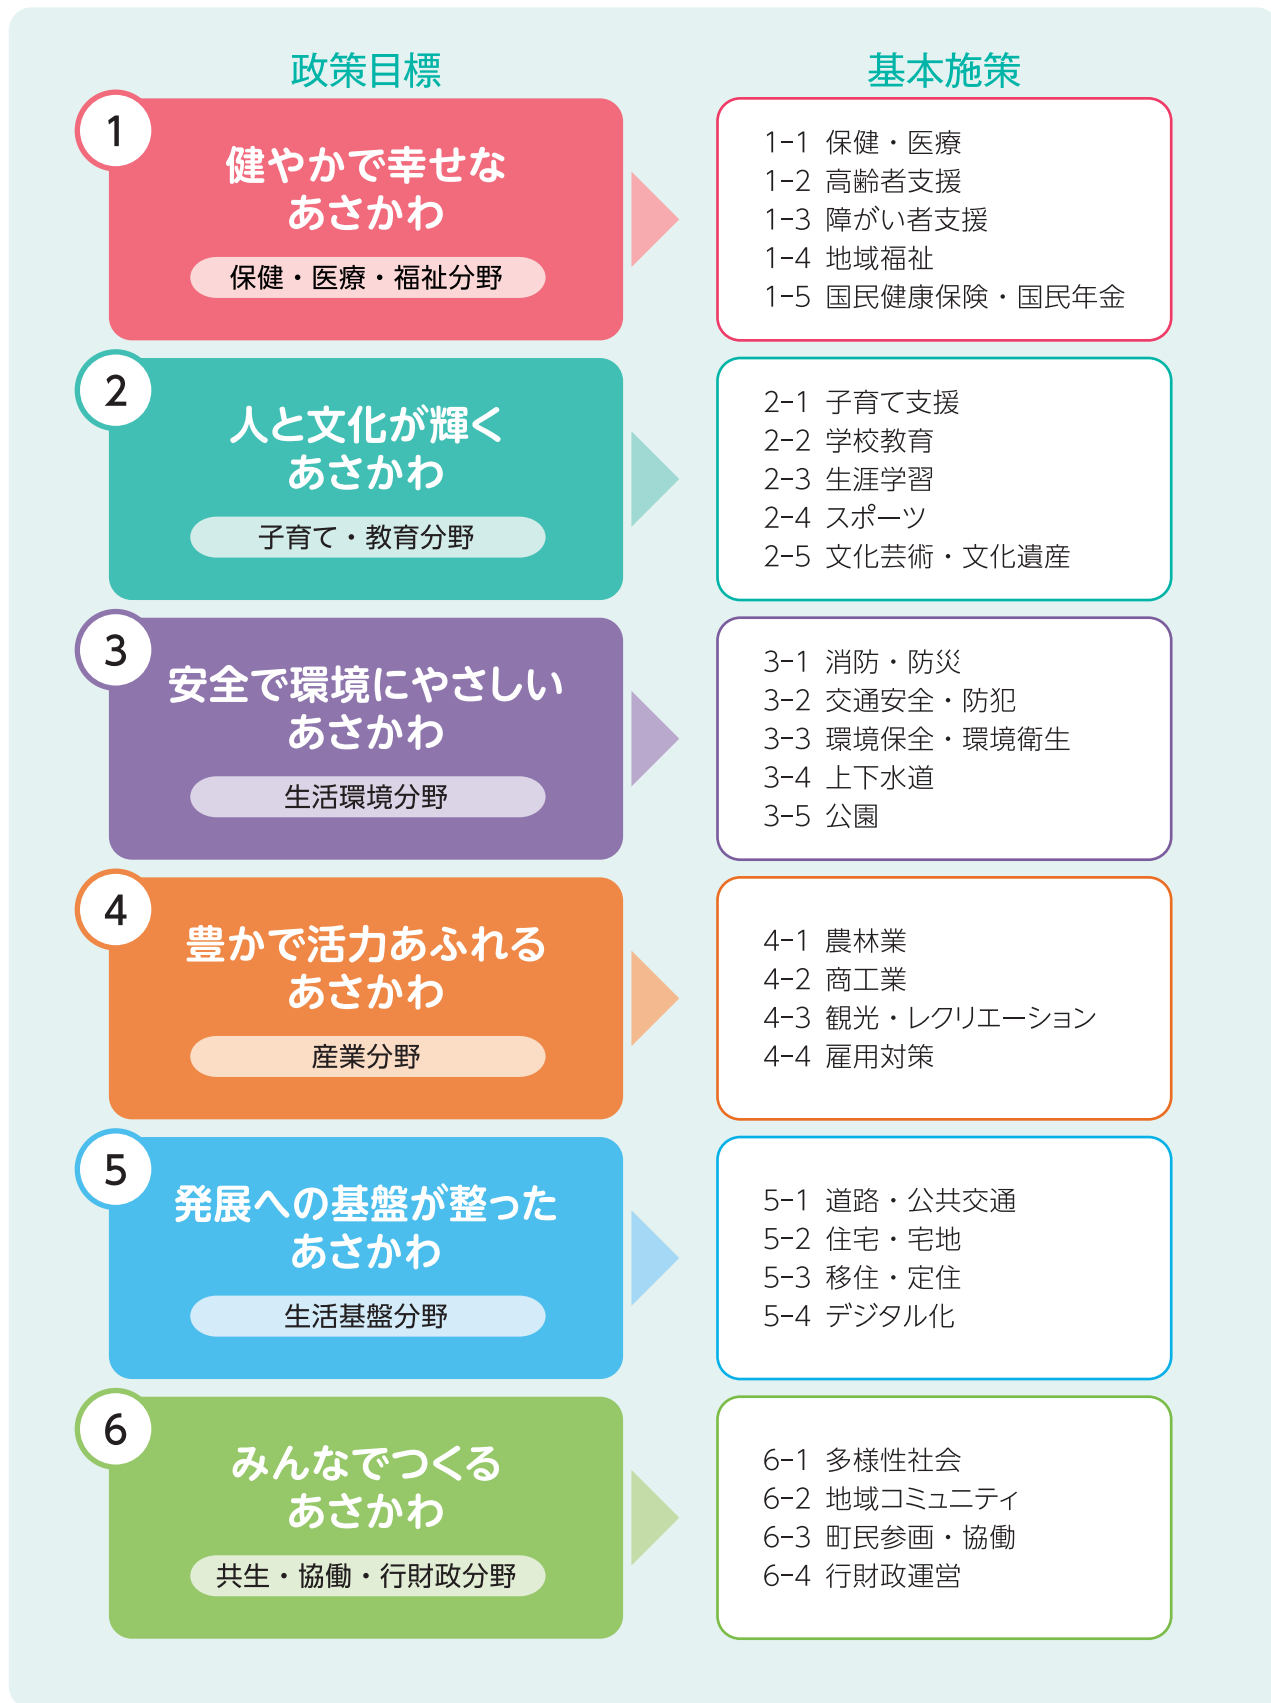 政策目標
基本施策
1
健やかで幸せな
あさかわ
保健・医療・福祉分野
1-1 保健・医療
1-2 高齢者支援
1-3 障がい者支援
1-4 地域福祉
1-5 国民健康保険・国民年金
2
人と文化が輝く
あさかわ
子育て・教育分野
2-1 子育て支援
2-2 学校教育
2-3 生涯学習
2-4 スポーツ
2-5 文化芸術・文化遺産
3
安全で環境にやさしい
あさかわ
生活環境分野
3-1 消防・防災
3-2 交通安全・防犯
3-3 環境保全・環境衛生
3-4 上下水道
3-5 公園
4
豊かで活力あふれる
あさかわ
産業分野
4-1 農林業
4-2 商工業
4-3 観光・レクリエーション
4-4 雇用対策
5
発展への基盤が整った
あさかわ
生活基盤分野
5-1 道路・公共交通
5-2 住宅・宅地
5-3 移住・定住
5-4 デジタル化
6
みんなでつくる
あさかわ
共生・協働・行財政分野
6-1 多様性社会
6-2 地域コミュニティ
6-3 町民参画・協働
6-4 行財政運営